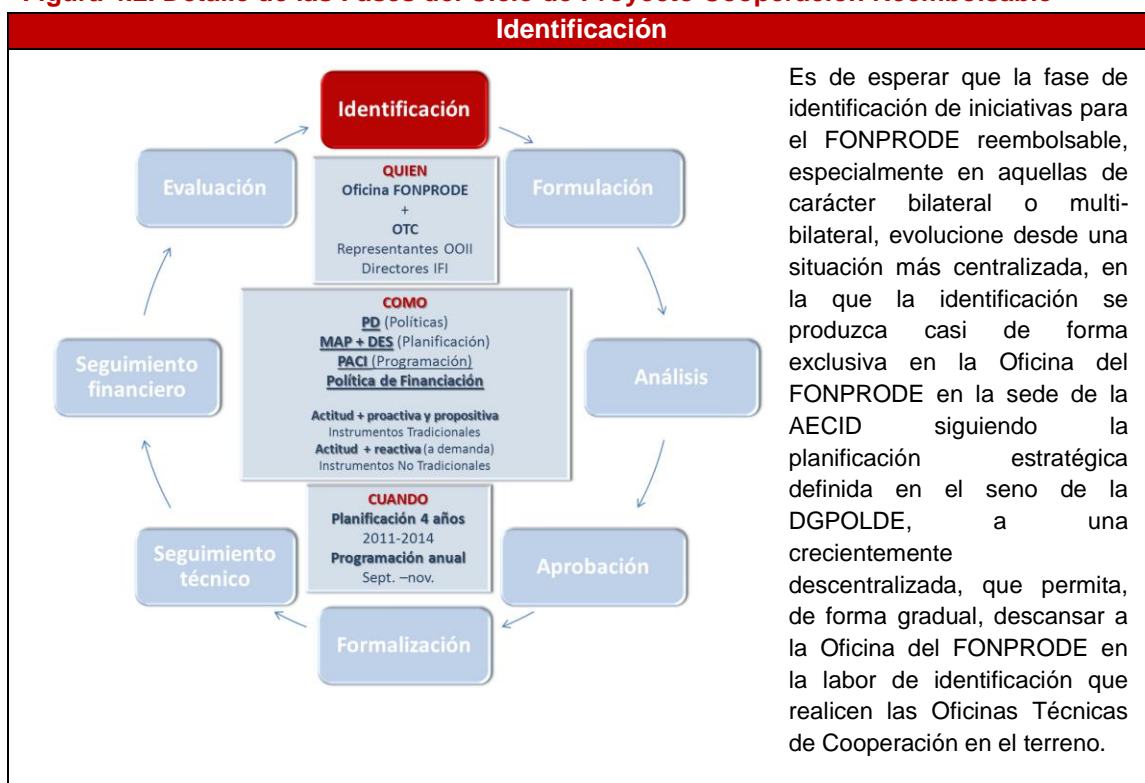 Figura 4.2. Detalle de las Fases del Ciclo de Proyecto Cooperación Reembolsable
Identificación
Identificación
Formulación
Análisis
Aprobación
Formalización
Seguimiento
técnico
Seguimiento
financiero
Evaluación
QUIEN
Oficina FONPRODE
+
OTC
Representantes OOII
Directores IFI
COMO
PD (Políticas)
MAP + DES (Planificación)
PACI (Programación)
Política de Financiación
Actitud + proactiva y propositiva
Instrumentos Tradicionales
Actitud + reactiva (a demanda)
Instrumentos No Tradicionales
CUANDO
Planificación 4 años
2011-2014
Programación anual
Sept. –nov.
Es de esperar que la fase de
identificación de iniciativas para
el FONPRODE reembolsable,
especialmente en aquellas de
carácter bilateral o multi-
bilateral, evolucione desde una
situación más centralizada, en
la que la identificación se
produzca casi de forma
exclusiva en la Oficina del
FONPRODE en la sede de la
AECID siguiendo la
planificación estratégica
definida en el seno de la
DGPOLDE, a una
crecientemente
descentralizada, que permita,
de forma gradual, descansar a
la Oficina del FONPRODE en
la labor de identificación que
realicen las Oficinas Técnicas
de Cooperación en el terreno.